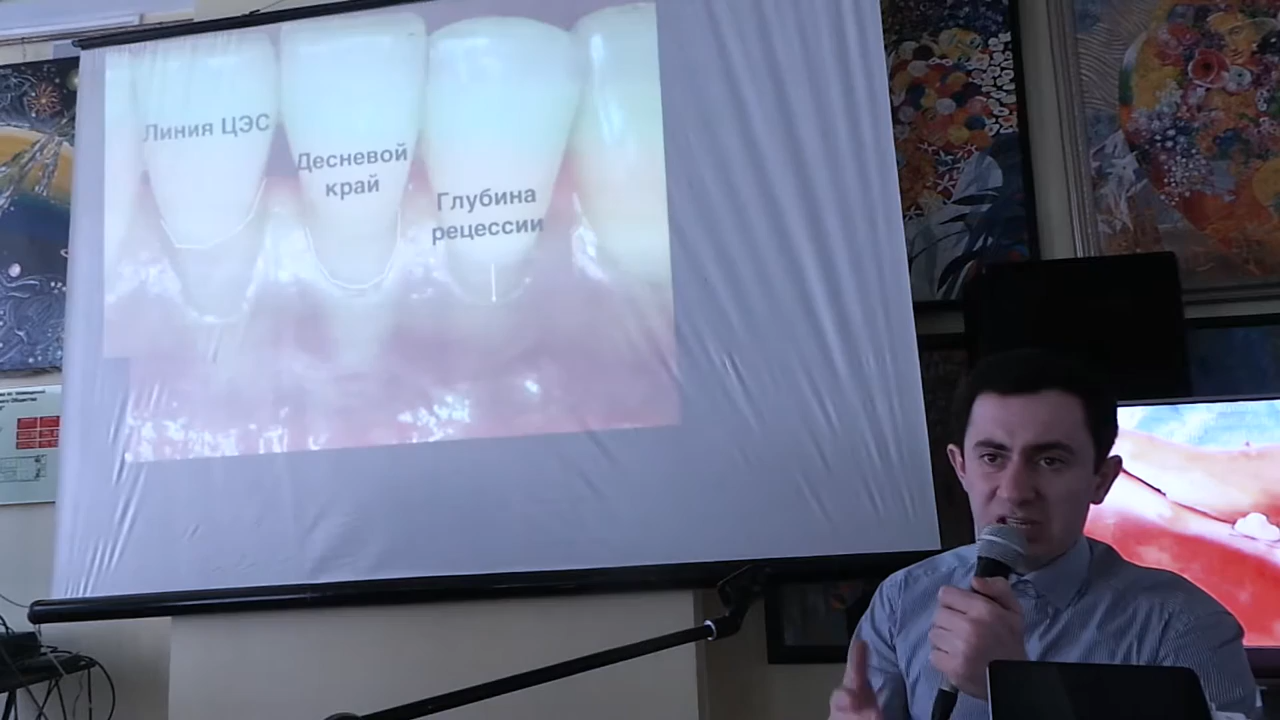 Линия ЦЭС
Десневой
край
Глубина
рецессии